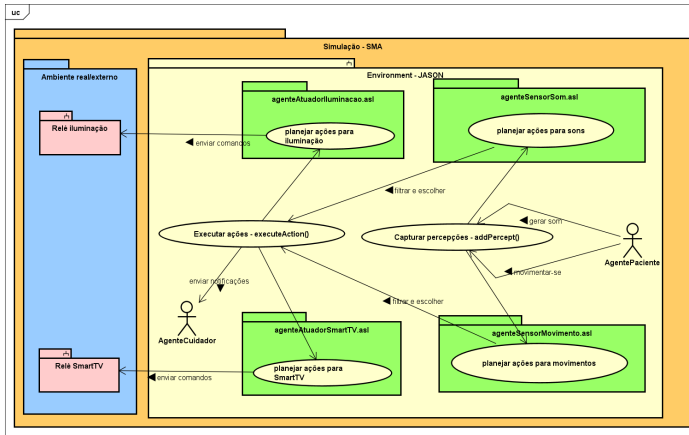 uc
Simulação - SMA
Ambiente real/externo
Environment - JASON
agenteAtuadorIluminacao.asl
agenteSensorSom.asl
Relé iluminação
planejar ações para
iluminação
planejar ações para sons
enviar comandos
filtrar e escolher
gerar som
Executar ações - executeAction()
Capturar percepções - addPercept()
AgentePaciente
movimentar-se
enviar notificações
filtrar e escolher
AgenteCuidador
agenteAtuadorSmartTV.asl
agenteSensorMovimento.asl
Relé SmartTV
planejar ações para
SmartTV
planejar ações para movimentos
enviar comandos